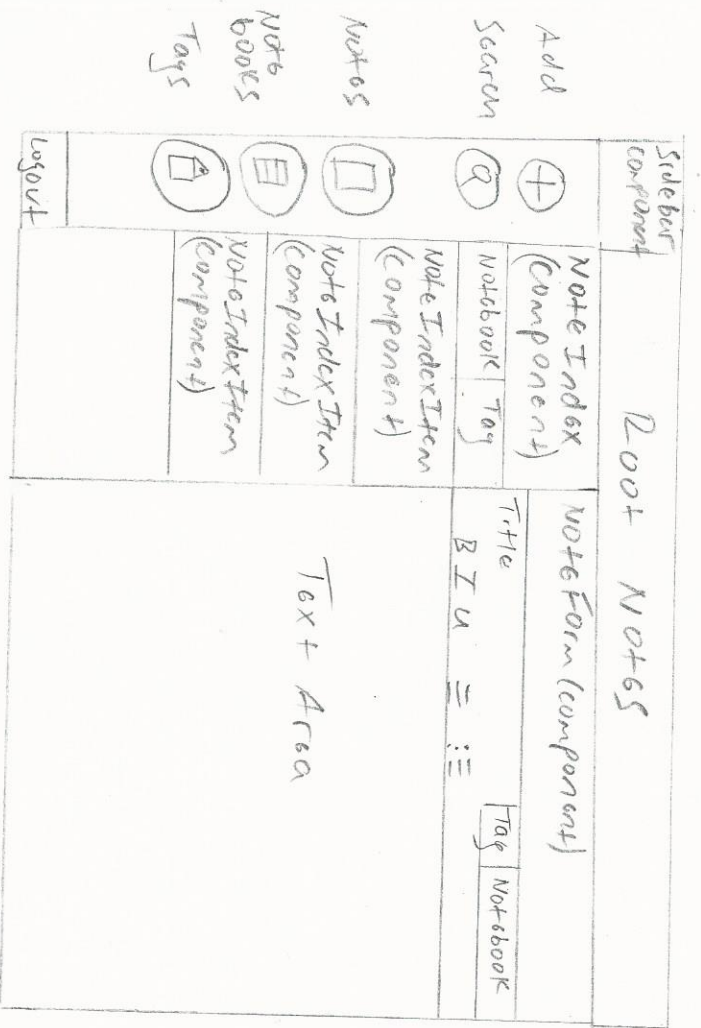 Root Notes
Sidebar
component
Add
Search
Notes
Note
books
Tags
Logout
NoteIndex
(component)
Notebook | Tag
NoteIndexItem
(component)
NoteIndexItem
(component)
NoteIndexItem
(component)
NoteForm (component)
Title
Tag | Notebook
B I U
Text Area